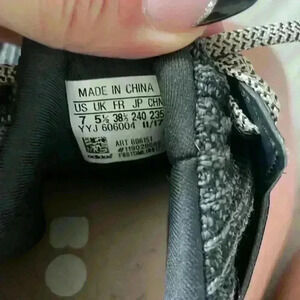 MADE IN CHINA
US UK FR JP CHN
7 5½ 38⅔ 240 235
YYJ 606004 11/17
ART